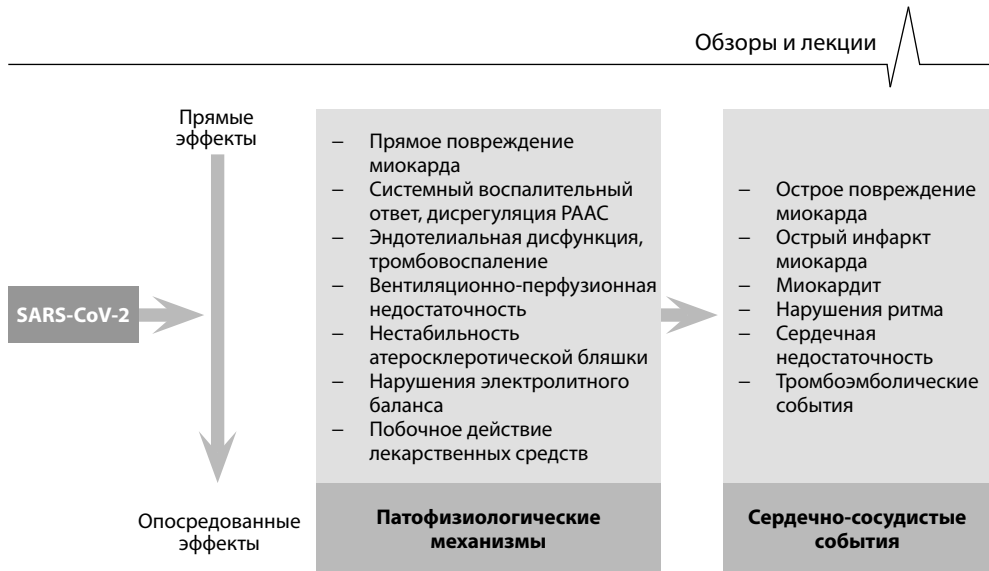 Обзоры и лекции
Прямые
эффекты
SARS-CoV-2
Опосредованные
эффекты
– Прямое повреждение
миокарда
– Системный воспалительный
ответ, дисрегуляция РААС
– Эндотелиальная дисфункция,
тромбовоспаление
– Вентиляционно-перфузионная
недостаточность
– Нестабильность
атеросклеротической бляшки
– Нарушения электролитного
баланса
– Побочное действие
лекарственных средств
Патофизиологические
механизмы
– Острое повреждение
миокарда
– Острый инфаркт
миокарда
– Миокардит
– Нарушения ритма
– Сердечная
недостаточность
– Тромбоэмболические
события
Сердечно-сосудистые
события